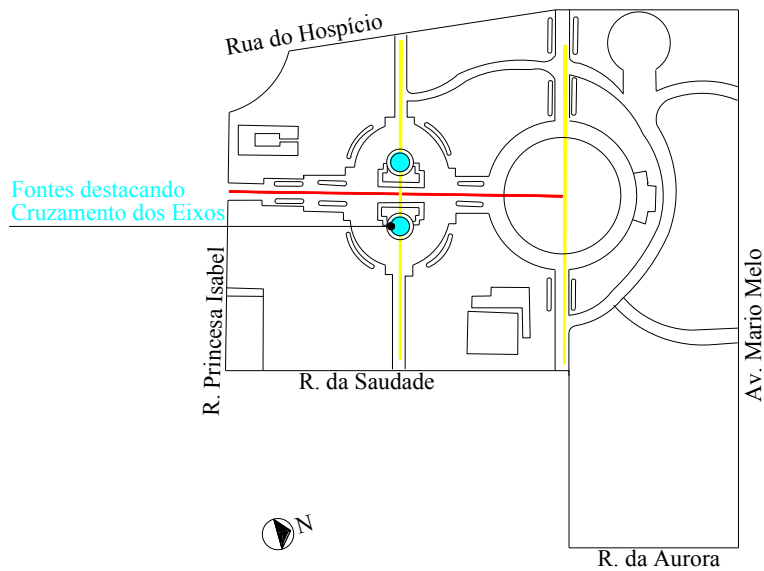 Rua do Hospício
Fontes destacando
Cruzamento dos Eixos
R. Princesa Isabel
R. da Saudade
Av. Mario Melo
N
R. da Aurora